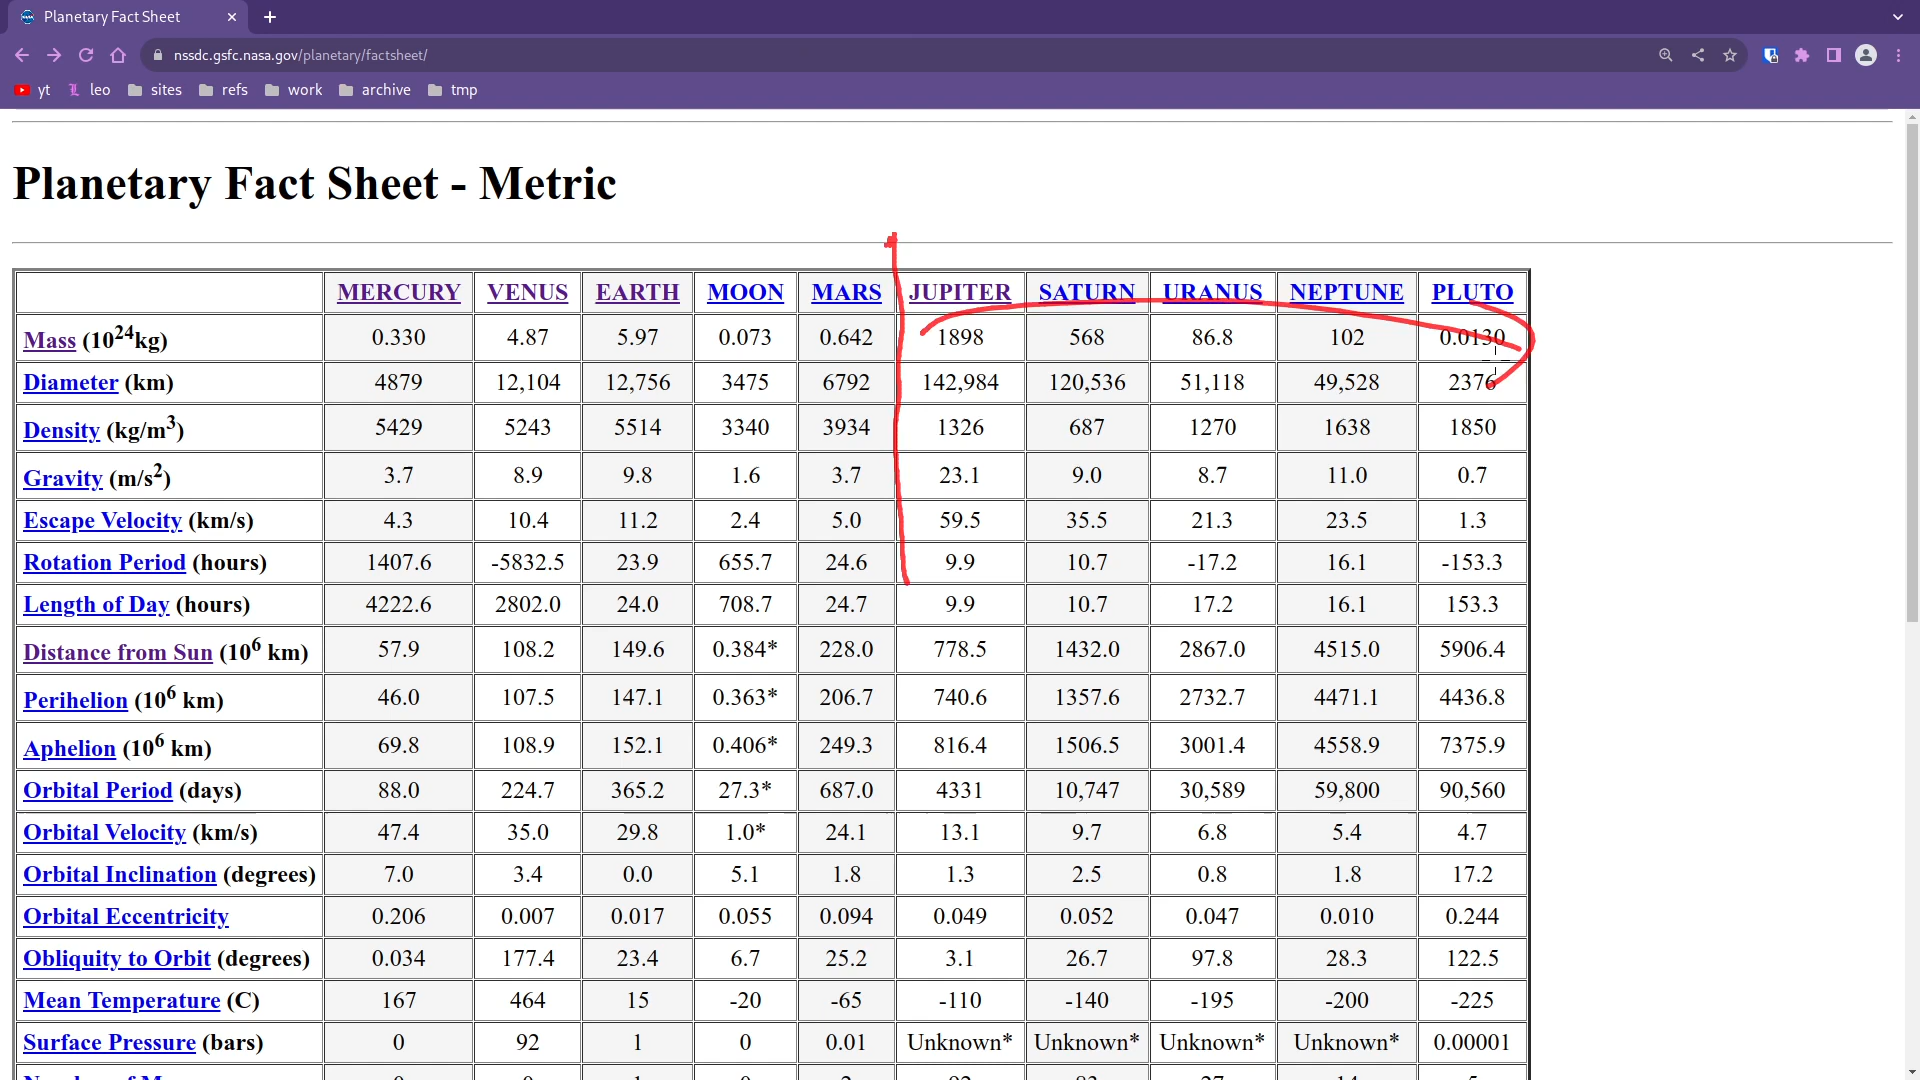 Planetary Fact Sheet
nssdc.gsfc.nasa.gov/planetary/factsheet/
yt leo sites refs work archive tmp
Planetary Fact Sheet - Metric
MERCURY VENUS EARTH MOON MARS JUPITER SATURN URANUS NEPTUNE PLUTO
Mass (10^24kg) 0.330 4.87 5.97 0.073 0.642 1898 568 86.8 102 0.0130
Diameter (km) 4879 12,104 12,756 3475 6792 142,984 120,536 51,118 49,528 2376
Density (kg/m^3) 5429 5243 5514 3340 3934 1326 687 1270 1638 1850
Gravity (m/s^2) 3.7 8.9 9.8 1.6 3.7 23.1 9.0 8.7 11.0 0.7
Escape Velocity (km/s) 4.3 10.4 11.2 2.4 5.0 59.5 35.5 21.3 23.5 1.3
Rotation Period (hours) 1407.6 -5832.5 23.9 655.7 24.6 9.9 10.7 -17.2 16.1 -153.3
Length of Day (hours) 4222.6 2802.0 24.0 708.7 24.7 9.9 10.7 17.2 16.1 153.3
Distance from Sun (10^6 km) 57.9 108.2 149.6 0.384* 228.0 778.5 1432.0 2867.0 4515.0 5906.4
Perihelion (10^6 km) 46.0 107.5 147.1 0.363* 206.7 740.6 1357.6 2732.7 4471.1 4436.8
Aphelion (10^6 km) 69.8 108.9 152.1 0.406* 249.3 816.4 1506.5 3001.4 4558.9 7375.9
Orbital Period (days) 88.0 224.7 365.2 27.3* 687.0 4331 10,747 30,589 59,800 90,560
Orbital Velocity (km/s) 47.4 35.0 29.8 1.0* 24.1 13.1 9.7 6.8 5.4 4.7
Orbital Inclination (degrees) 7.0 3.4 0.0 5.1 1.8 1.3 2.5 0.8 1.8 17.2
Orbital Eccentricity 0.206 0.007 0.017 0.055 0.094 0.049 0.052 0.047 0.010 0.244
Obliquity to Orbit (degrees) 0.034 177.4 23.4 6.7 25.2 3.1 26.7 97.8 28.3 122.5
Mean Temperature (C) 167 464 15 -20 -65 -110 -140 -195 -200 -225
Surface Pressure (bars) 0 92 1 0 0.01 Unknown* Unknown* Unknown* Unknown* 0.00001